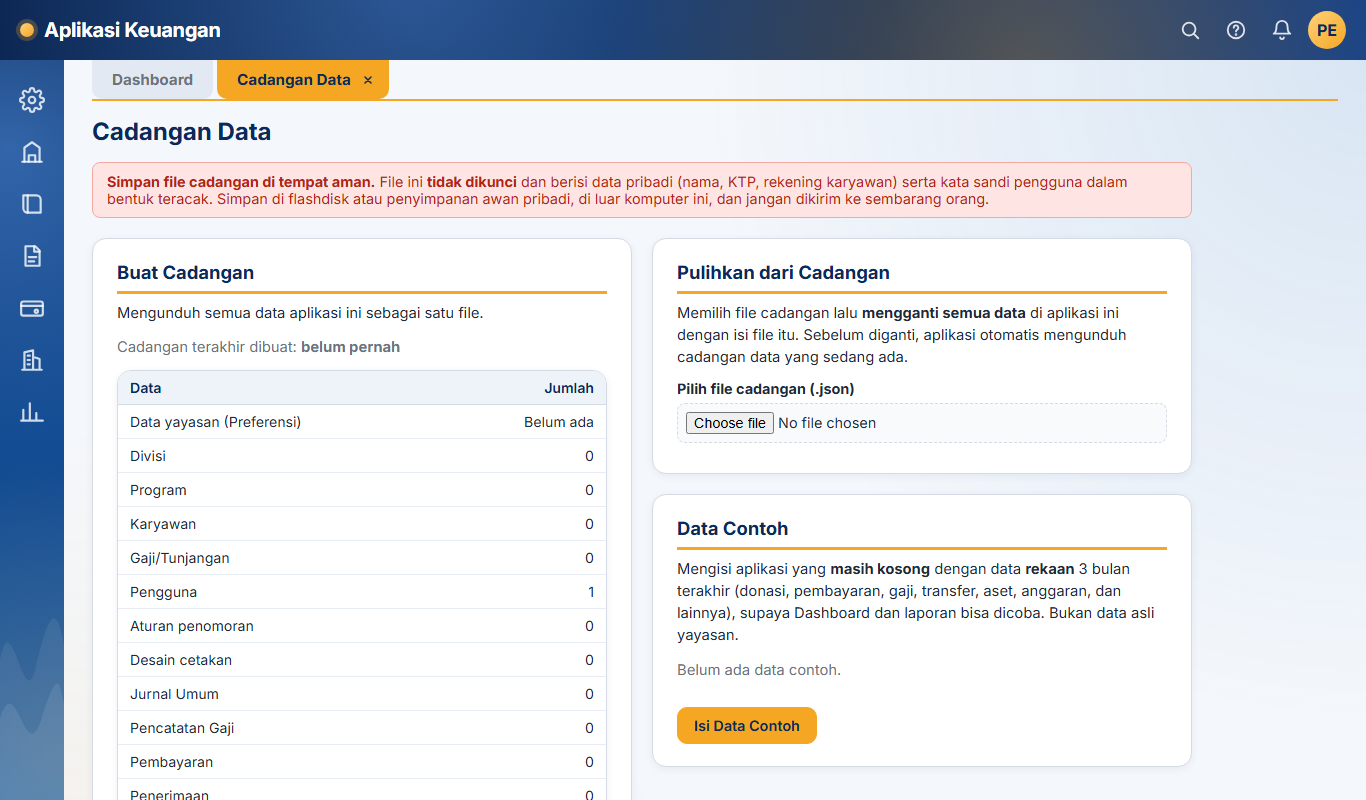 Aplikasi Keuangan
PE
Dashboard
Cadangan Data ×
Cadangan Data
Simpan file cadangan di tempat aman. File ini tidak dikunci dan berisi data pribadi (nama, KTP, rekening karyawan) serta kata sandi pengguna dalam
bentuk teracak. Simpan di flashdisk atau penyimpanan awan pribadi, di luar komputer ini, dan jangan dikirim ke sembarang orang.
Buat Cadangan
Mengunduh semua data aplikasi ini sebagai satu file.
Cadangan terakhir dibuat: belum pernah
Data Jumlah
Data yayasan (Preferensi) Belum ada
Divisi 0
Program 0
Karyawan 0
Gaji/Tunjangan 0
Pengguna 1
Aturan penomoran 0
Desain cetakan 0
Jurnal Umum 0
Pencatatan Gaji 0
Pembayaran 0
Penerimaan 0
Pulihkan dari Cadangan
Memilih file cadangan lalu mengganti semua data di aplikasi ini
dengan isi file itu. Sebelum diganti, aplikasi otomatis mengunduh
cadangan data yang sedang ada.
Pilih file cadangan (.json)
Choose file No file chosen
Data Contoh
Mengisi aplikasi yang masih kosong dengan data rekaan 3 bulan
terakhir (donasi, pembayaran, gaji, transfer, aset, anggaran, dan
lainnya), supaya Dashboard dan laporan bisa dicoba. Bukan data asli
yayasan.
Belum ada data contoh.
Isi Data Contoh